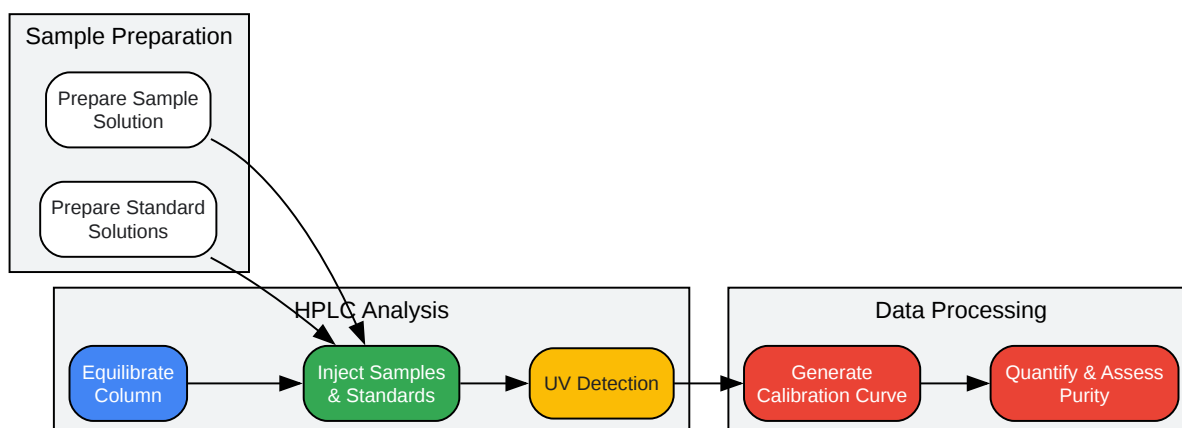 Sample Preparation
Prepare Sample
Solution
Prepare Standard
Solutions
HPLC Analysis
Equilibrate
Column
Inject Samples
& Standards
UV Detection
Data Processing
Generate
Calibration Curve
Quantify & Assess
Purity